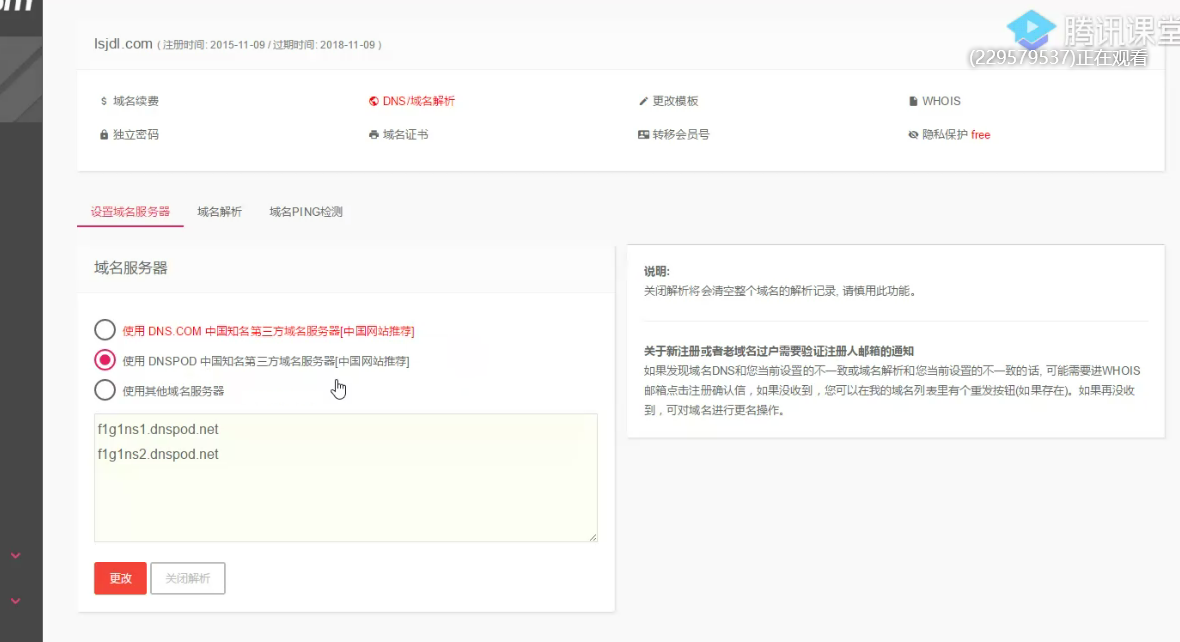 腾讯课堂
(229579537)正在观看
lsjdl.com ( 注册时间: 2015-11-09 / 过期时间: 2018-11-09 )
$ 域名续费
DNS/域名解析
更改模板
WHOIS
独立密码
域名证书
转移会员号
隐私保护 free
设置域名服务器
域名解析
域名PING检测
域名服务器
使用 DNS.COM 中国知名第三方域名服务器[中国网站推荐]
使用 DNSPOD 中国知名第三方域名服务器[中国网站推荐]
使用其他域名服务器
f1g1ns1.dnspod.net
f1g1ns2.dnspod.net
更改
关闭解析
说明:
关闭解析将会清空整个域名的解析记录, 请慎用此功能。
关于新注册或者老域名过户需要验证注册人邮箱的通知
如果发现域名DNS和您当前设置的不一致或域名解析和您当前设置的不一致的话, 可能需要进WHOIS
邮箱点击注册确认信，如果没收到，您可以在我的域名列表里有个重发按钮(如果存在)。如果再没收
到，可对域名进行更名操作。